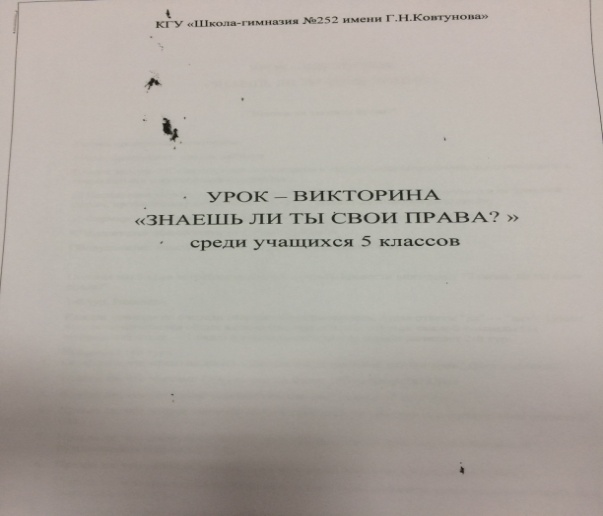 КГУ «Школа-гимназия №252 имени Г.Н.Ковтунова»
УРОК – ВИКТОРИНА
«ЗНАЕШЬ ЛИ ТЫ СВОИ ПРАВА? »
среди учащихся 5 классов